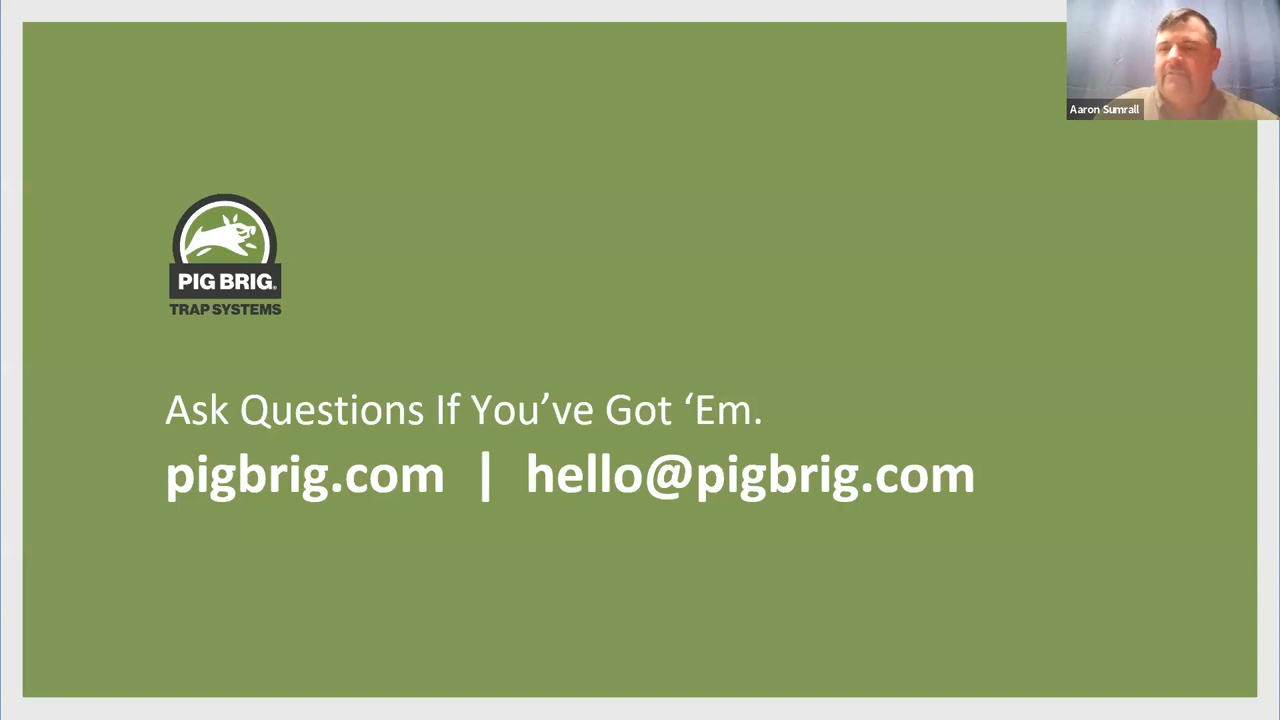 Aaron Sumrall
PIG BRIG®
TRAP SYSTEMS
Ask Questions If You’ve Got ‘Em.
pigbrig.com | hello@pigbrig.com